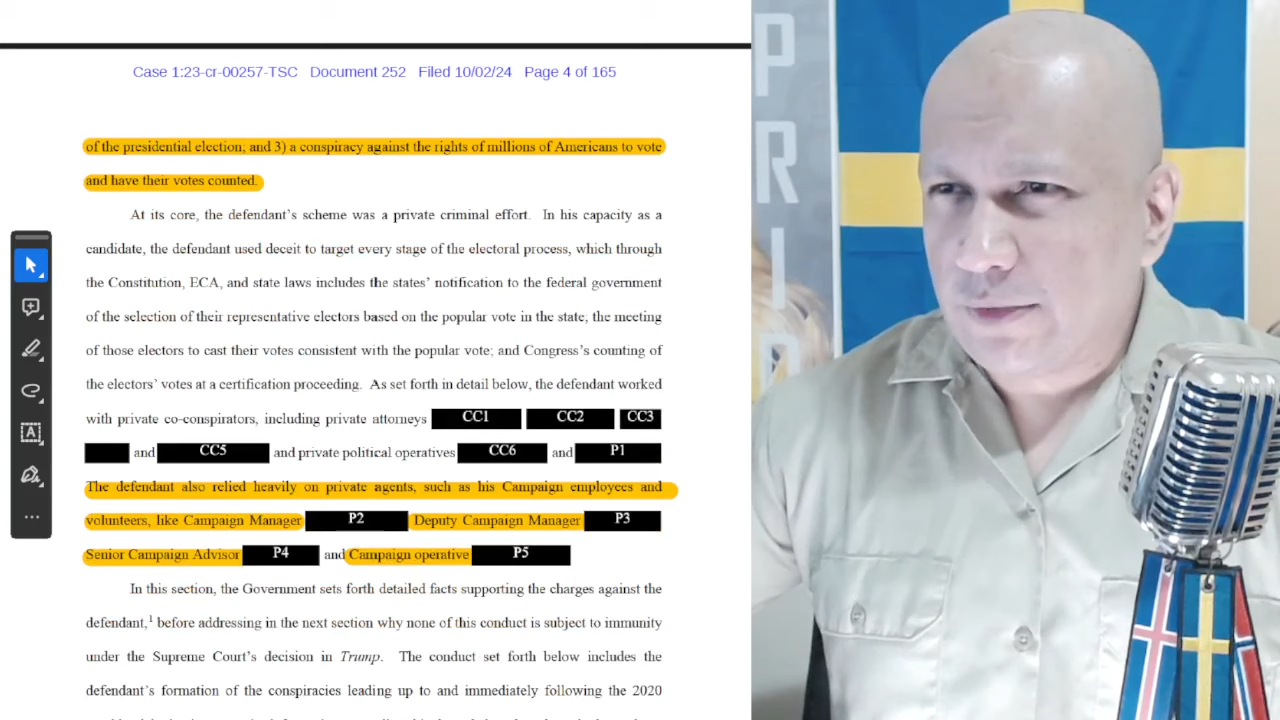 Case 1:23-cr-00257-TSC Document 252 Filed 10/02/24 Page 4 of 165
of the presidential election; and 3) a conspiracy against the rights of millions of Americans to vote
and have their votes counted.
At its core, the defendant's scheme was a private criminal effort. In his capacity as a
candidate, the defendant used deceit to target every stage of the electoral process, which through
the Constitution, ECA, and state laws includes the states' notification to the federal government
of the selection of their representative electors based on the popular vote in the state; the meeting
of those electors to cast their votes consistent with the popular vote; and Congress's counting of
the electors' votes at a certification proceeding. As set forth in detail below, the defendant worked
with private co-conspirators, including private attorneys CC1 CC2 CC3
and CC5 and private political operatives CC6 and P1
The defendant also relied heavily on private agents, such as his Campaign employees and
volunteers, like Campaign Manager P2 Deputy Campaign Manager P3
Senior Campaign Advisor P4 and Campaign operative P5
In this section, the Government sets forth detailed facts supporting the charges against the
defendant,1 before addressing in the next section why none of this conduct is subject to immunity
under the Supreme Court's decision in Trump. The conduct set forth below includes the
defendant's formation of the conspiracies leading up to and immediately following the 2020
PRI